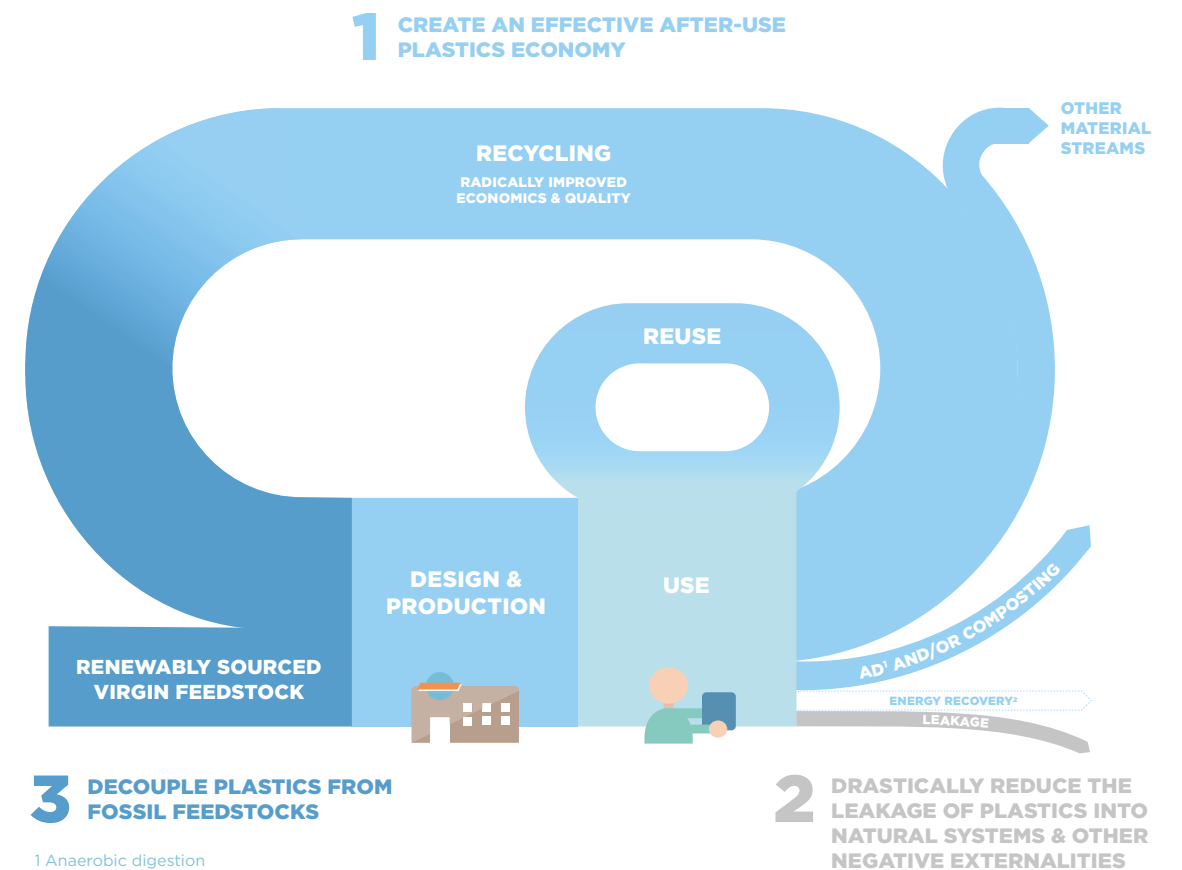 1 CREATE AN EFFECTIVE AFTER-USE
PLASTICS ECONOMY
OTHER
MATERIAL
STREAMS
RECYCLING
RADICALLY IMPROVED
ECONOMICS & QUALITY
REUSE
DESIGN &
PRODUCTION
USE
RENEWABLY SOURCED
VIRGIN FEEDSTOCK
AD¹ AND/OR COMPOSTING
ENERGY RECOVERY²
LEAKAGE
3 DECOUPLE PLASTICS FROM
FOSSIL FEEDSTOCKS
2 DRASTICALLY REDUCE THE
LEAKAGE OF PLASTICS INTO
NATURAL SYSTEMS & OTHER
NEGATIVE EXTERNALITIES
1 Anaerobic digestion